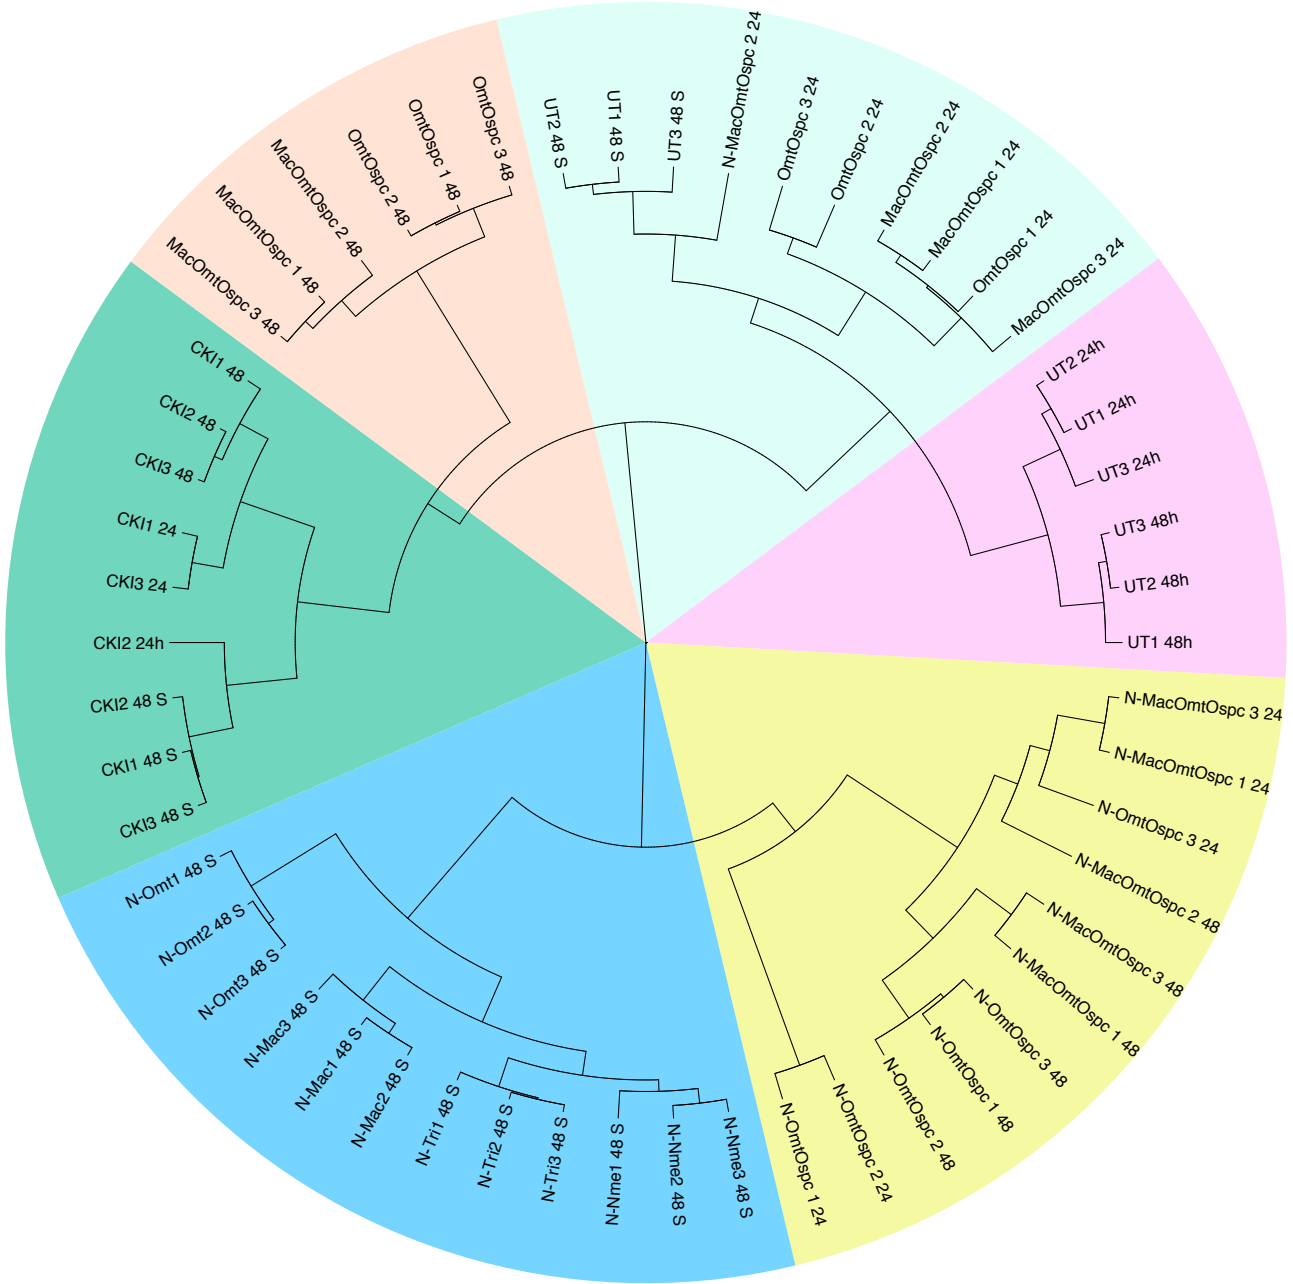 UT2 48 S
UT1 48 S
UT3 48 S
N-MacOmtOspc 2 24
OmtOspc 3 24
OmtOspc 2 24
MacOmtOspc 2 24
MacOmtOspc 1 24
OmtOspc 1 24
MacOmtOspc 3 24
UT2 24h
UT1 24h
UT3 24h
UT3 48h
UT2 48h
UT1 48h
N-MacOmtOspc 3 24
N-MacOmtOspc 1 24
N-OmtOspc 3 24
N-MacOmtOspc 2 48
N-MacOmtOspc 3 48
N-MacOmtOspc 1 48
N-OmtOspc 3 48
N-OmtOspc 1 48
N-OmtOspc 2 48
N-OmtOspc 2 24
N-OmtOspc 1 24
N-Nme3 48 S
N-Nme2 48 S
N-Nme1 48 S
N-Tri3 48 S
N-Tri2 48 S
N-Tri1 48 S
N-Mac2 48 S
N-Mac1 48 S
N-Mac3 48 S
N-Omt3 48 S
N-Omt2 48 S
N-Omt1 48 S
CKI3 48 S
CKI1 48 S
CKI2 48 S
CKI2 24h
CKI3 24
CKI1 24
CKI3 48
CKI2 48
CKI1 48
MacOmtOspc 3 48
MacOmtOspc 1 48
MacOmtOspc 2 48
OmtOspc 2 48
OmtOspc 1 48
OmtOspc 3 48